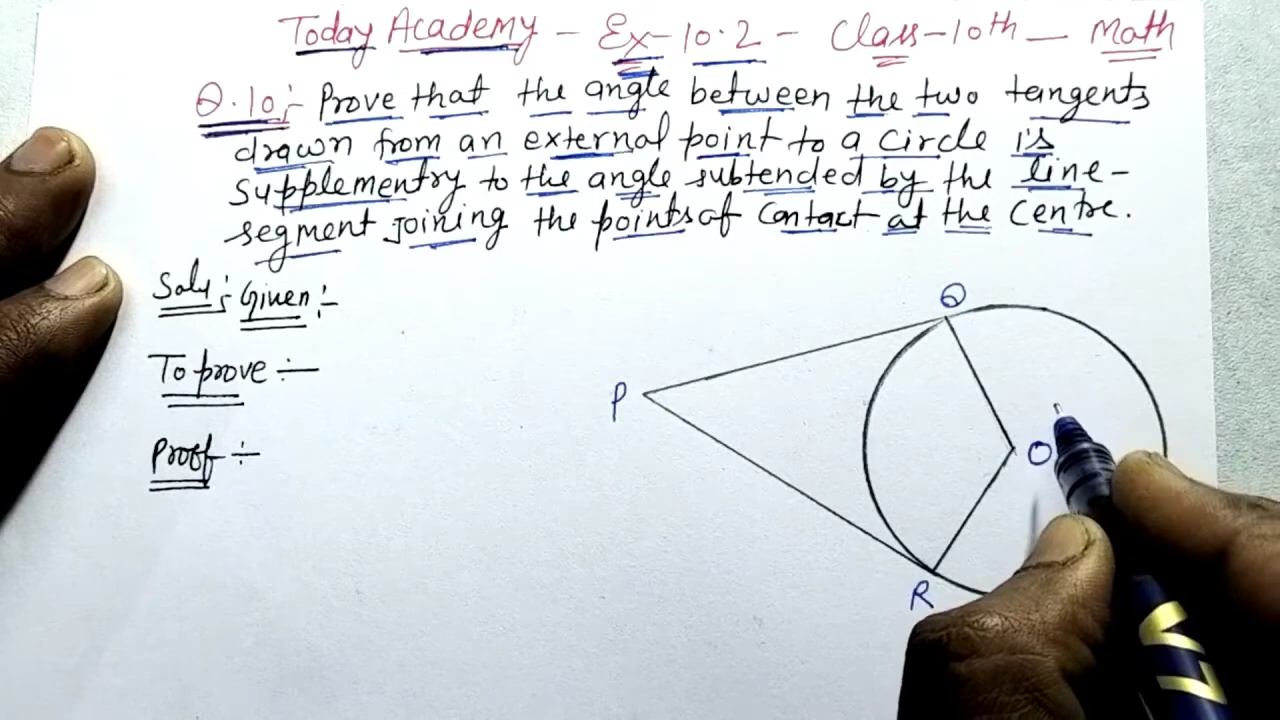 Today Academy - Ex-10.2 - Class-10th - Math
Q.10:- Prove that the angle between the two tangents
drawn from an external point to a circle is
supplementry to the angle subtended by the line-
segment joining the points of contact at the centre.
Soln: Given:-
To prove:-
Proof:-
Q
P
O
R